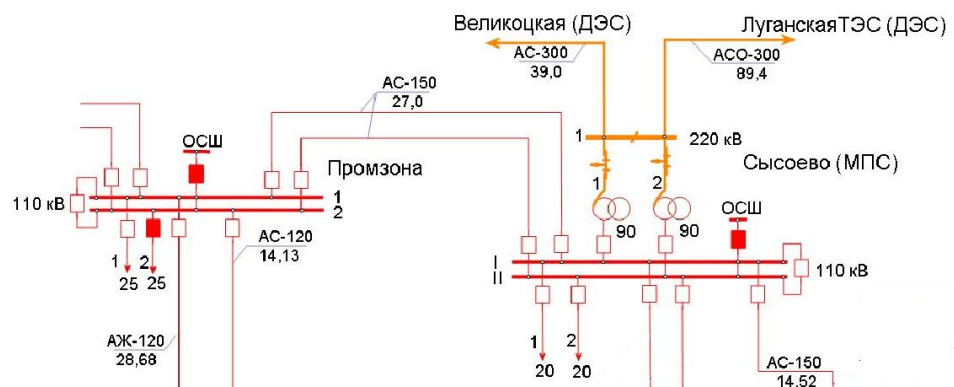 Великоцкая (ДЭС)
ЛуганскаяТЭС (ДЭС)
АС-300
39,0
АСО-300
89,4
АС-150
27,0
1
220 кВ
ОСШ
Промзона
Сысоево (МПС)
1
2
110 кВ
1
2
90
90
ОСШ
АС-120
14,13
I
II
110 кВ
1
2
25
25
АЖ-120
28,68
1
2
20
20
АС-150
14,52